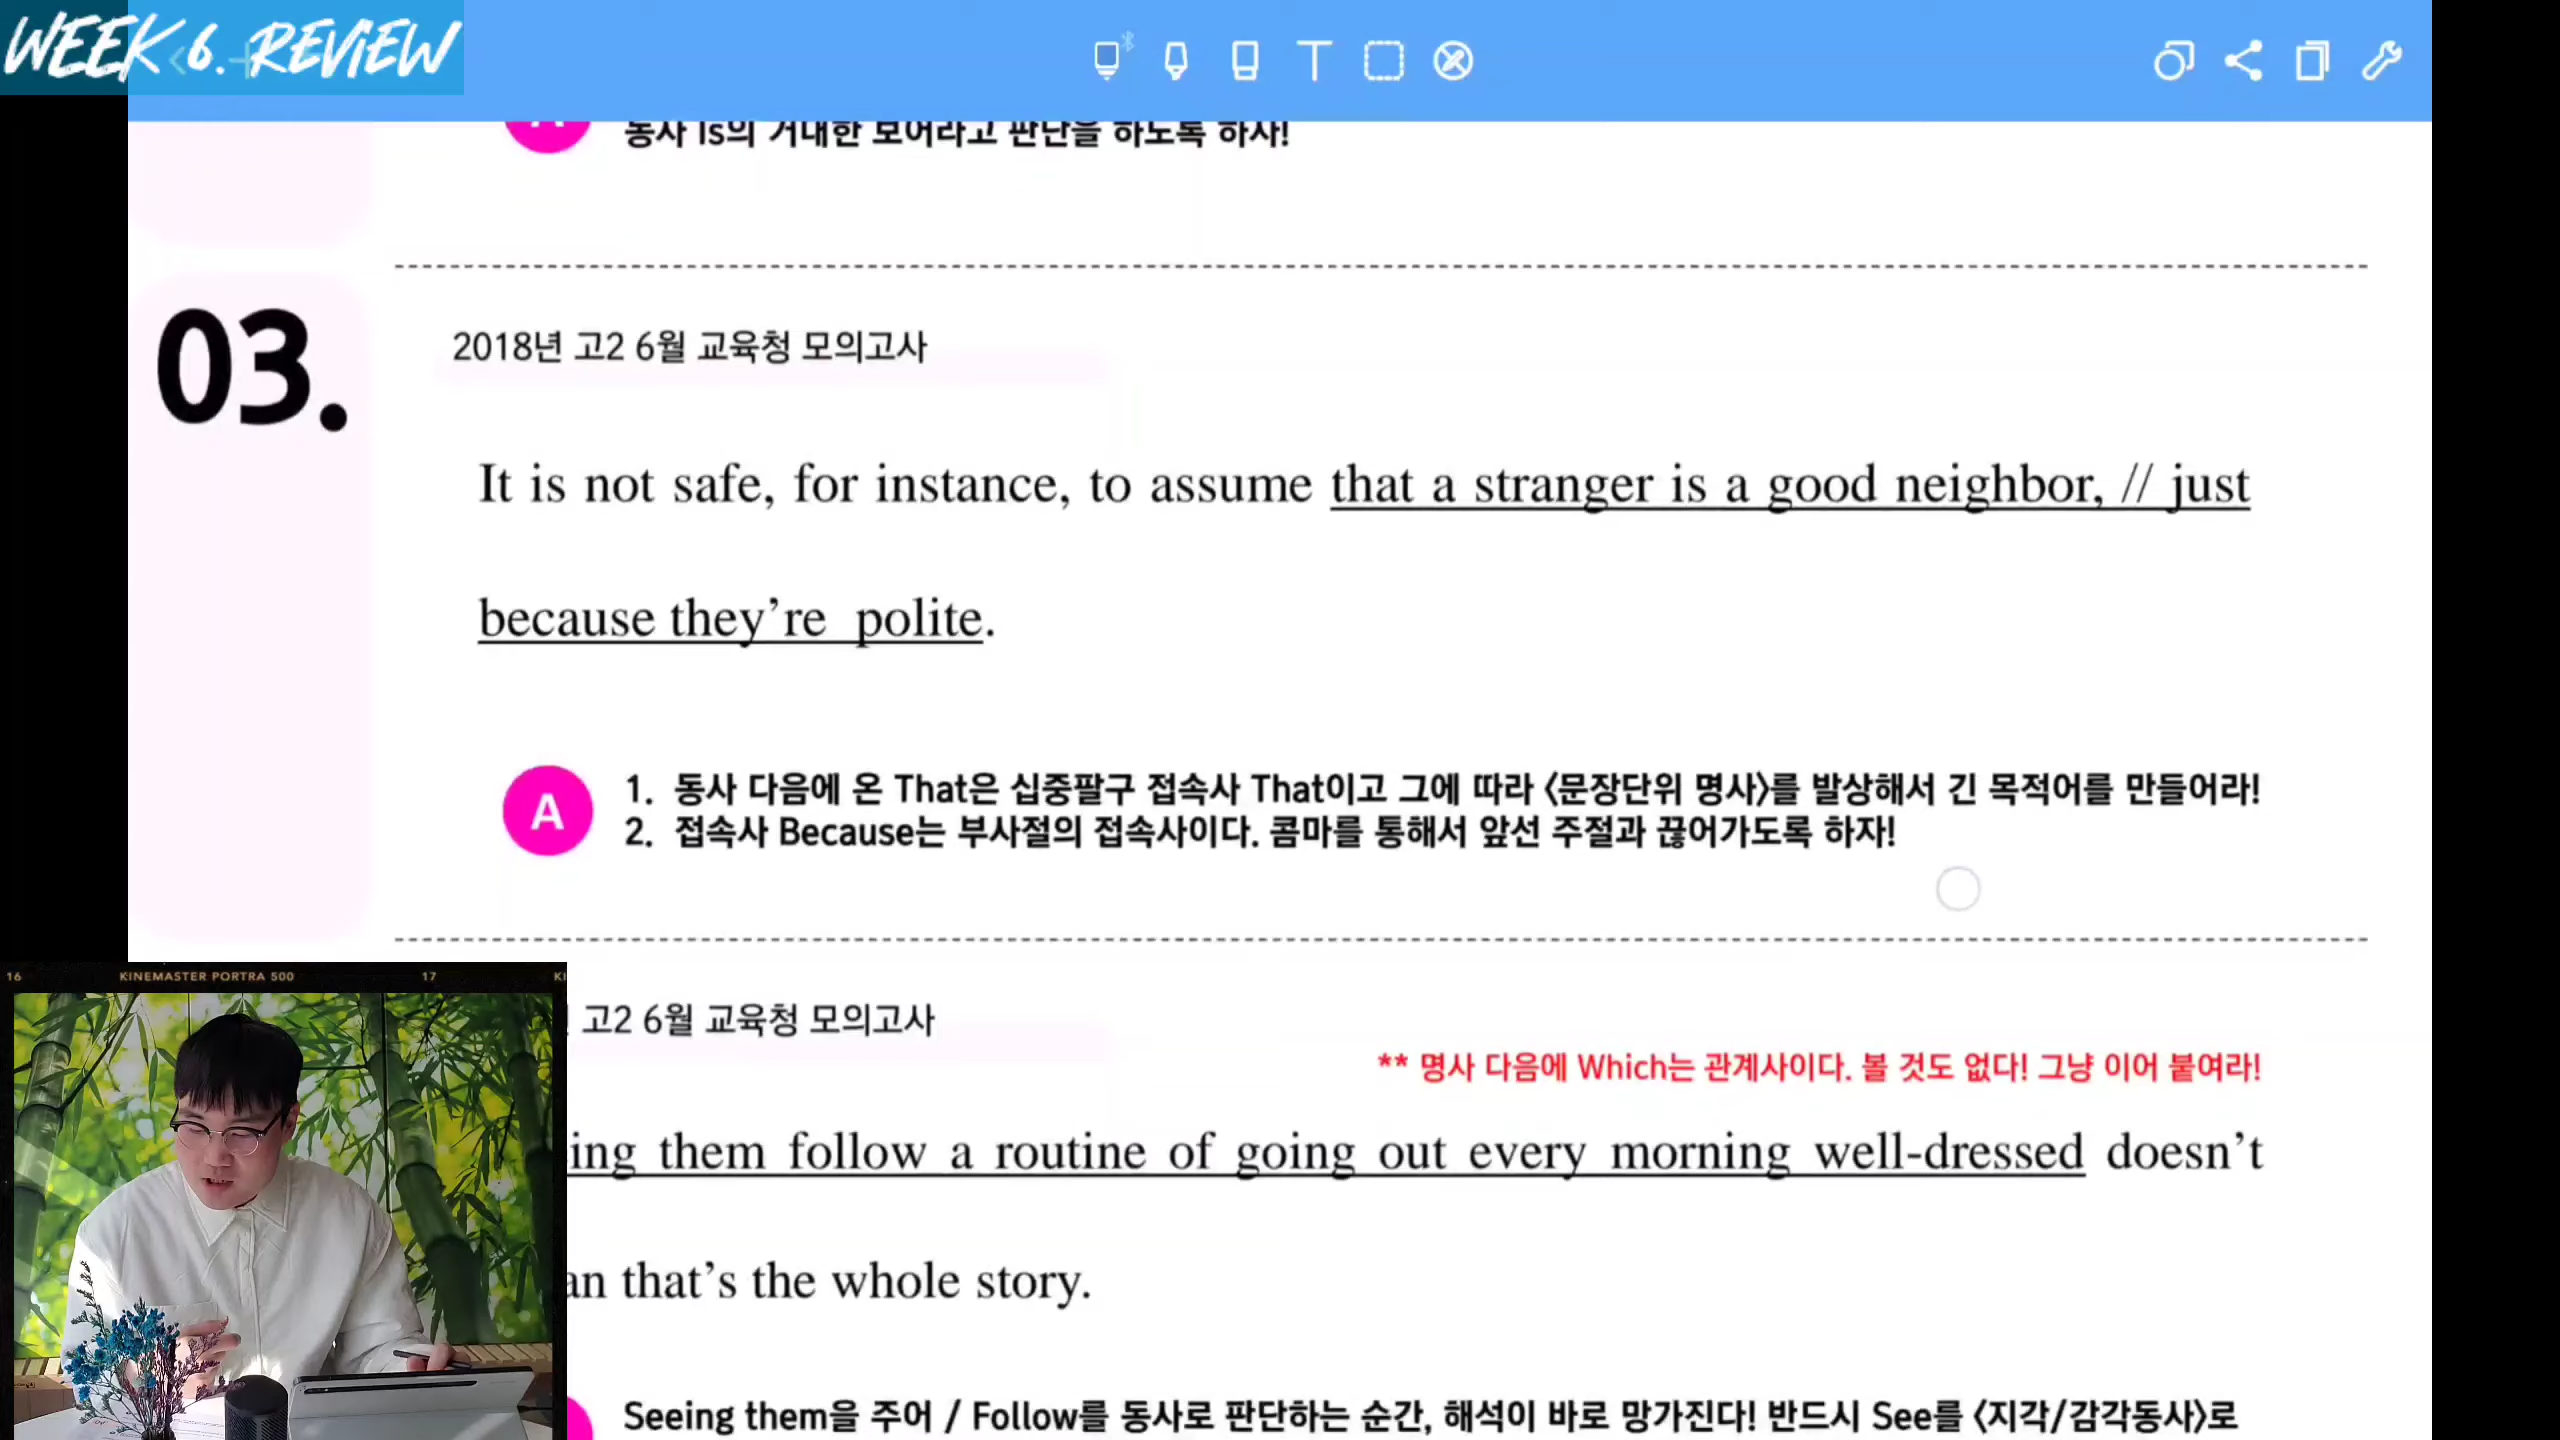 WEEK 6. REVIEW
T
A
동사 Is의 거대한 보어라고 판단을 하도록 하자!
03.
2018년 고2 6월 교육청 모의고사
It is not safe, for instance, to assume that a stranger is a good neighbor, // just
because they’re polite.
A
1. 동사 다음에 온 That은 십중팔구 접속사 That이고 그에 따라 〈문장단위 명사〉를 발상해서 긴 목적어를 만들어라!
2. 접속사 Because는 부사절의 접속사이다. 콤마를 통해서 앞선 주절과 끊어가도록 하자!
16 KINEMASTER PORTRA 500 17 KI
고2 6월 교육청 모의고사
** 명사 다음에 Which는 관계사이다. 볼 것도 없다! 그냥 이어 붙여라!
ing them follow a routine of going out every morning well-dressed doesn’t
an that’s the whole story.
Seeing them을 주어 / Follow를 동사로 판단하는 순간, 해석이 바로 망가진다! 반드시 See를 〈지각/감각동사〉로